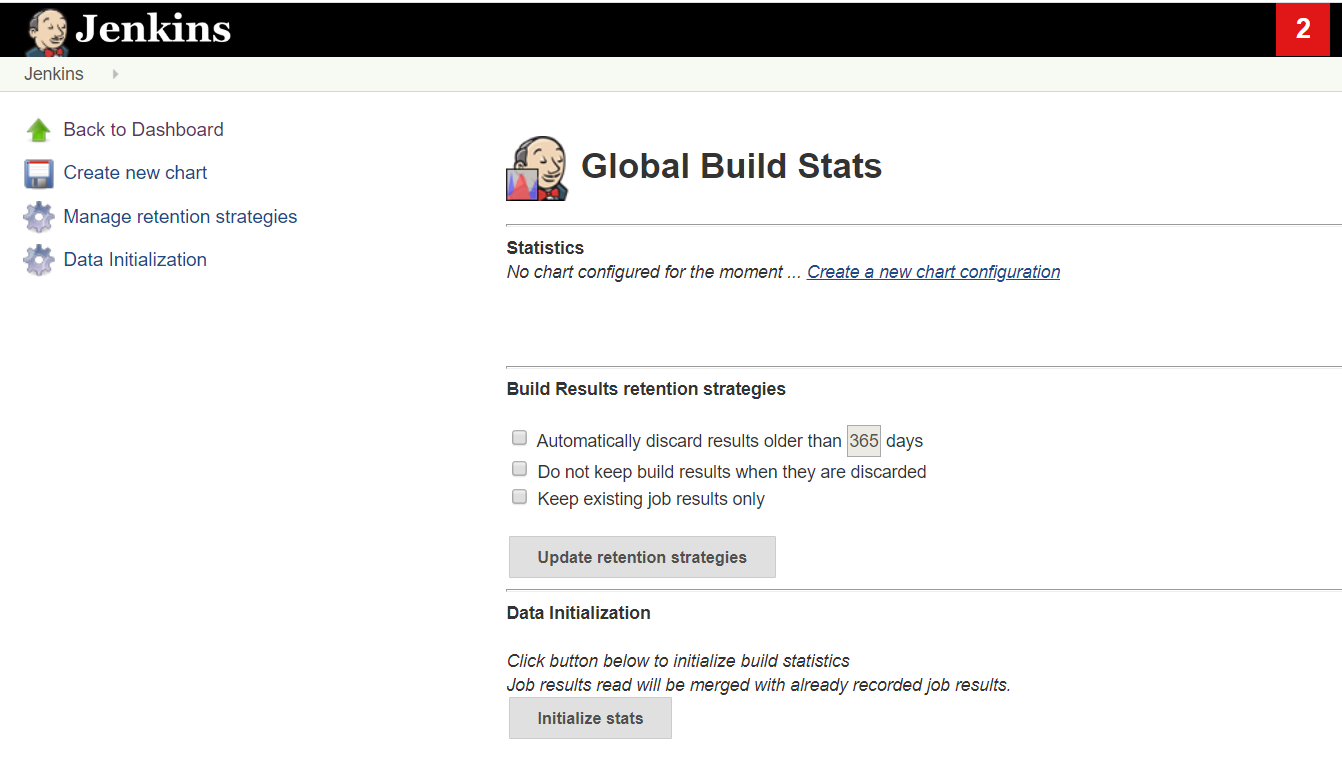 Jenkins
2
Jenkins
Back to Dashboard
Create new chart
Manage retention strategies
Data Initialization
Global Build Stats
Statistics
No chart configured for the moment ... Create a new chart configuration
Build Results retention strategies
Automatically discard results older than 365 days
Do not keep build results when they are discarded
Keep existing job results only
Update retention strategies
Data Initialization
Click button below to initialize build statistics
Job results read will be merged with already recorded job results.
Initialize stats